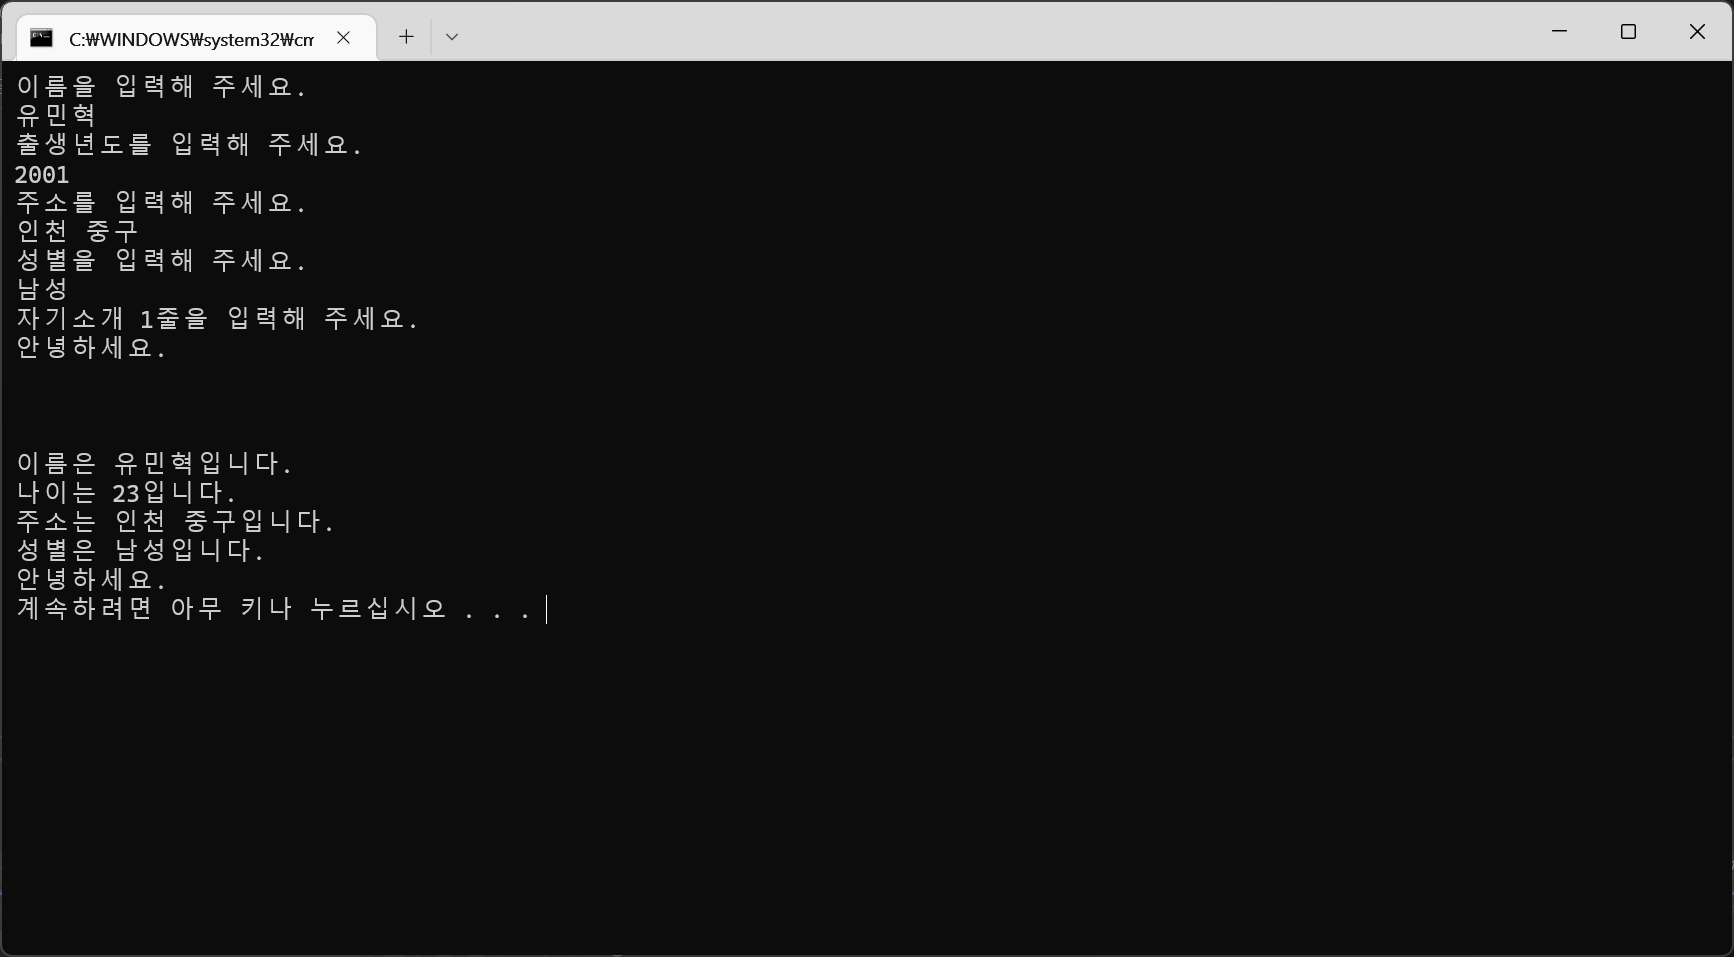 C:₩WINDOWS₩system32₩cm
이름을 입력해 주세요.
유민혁
출생년도를 입력해 주세요.
2001
주소를 입력해 주세요.
인천 중구
성별을 입력해 주세요.
남성
자기소개 1줄을 입력해 주세요.
안녕하세요.
이름은 유민혁입니다.
나이는 23입니다.
주소는 인천 중구입니다.
성별은 남성입니다.
안녕하세요.
계속하려면 아무 키나 누르십시오 . . .